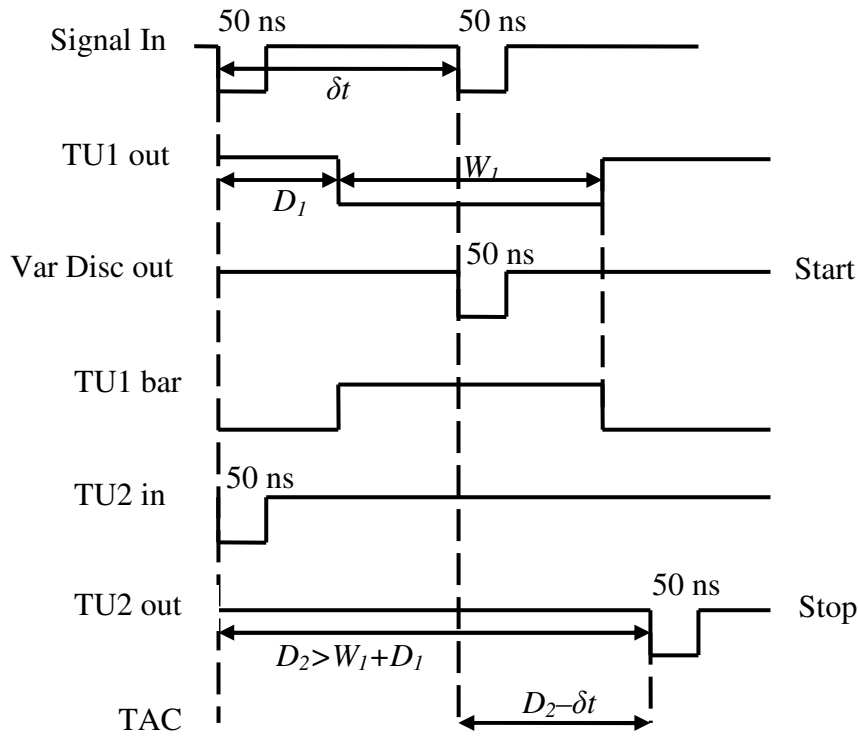 50 ns 50 ns
Signal In
δt
TU1 out
W1
D1
Var Disc out 50 ns Start
TU1 bar
50 ns
TU2 in
50 ns
TU2 out Stop
D2>W1+D1
D2–δt
TAC